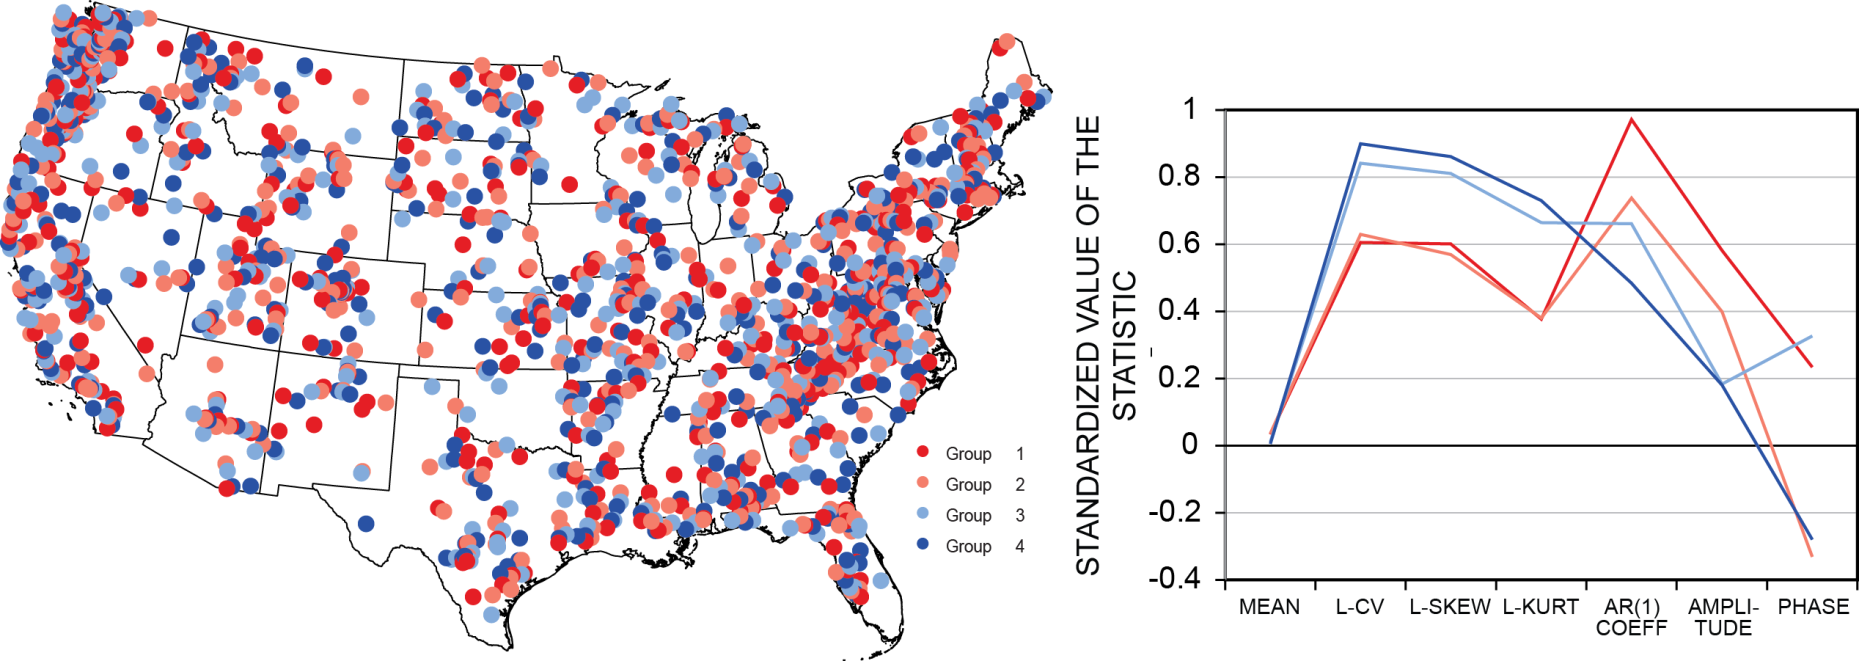 Group 1
Group 2
Group 3
Group 4
STANDARDIZED VALUE OF THE
STATISTIC
1
0.8
0.6
0.4
0.2
0
-0.2
-0.4
MEAN
L-CV
L-SKEW
L-KURT
AR(1)
COEFF
AMPLI-
TUDE
PHASE